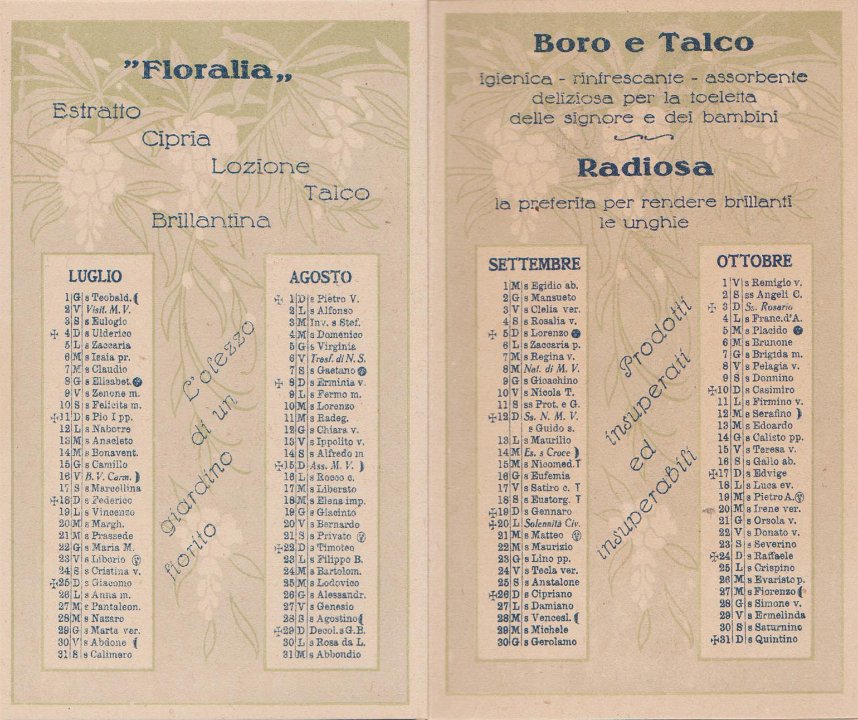 "Floralia„
Estratto
Cipria
Lozione
Talco
Brillantina
LUGLIO
1 G s Teobald.
2 V Visit. M. V.
3 S s Eulogio
✠ 4 D s Ulderico
5 L s Zaccaria
6 M s Isaia pr.
7 M s Claudio
8 G s Elisabet.
9 V s Zenone m.
10 S s Felicita m.
✠11 D s Pio I pp.
12 L s Naborre
13 M s Anacleto
14 M s Bonavent.
15 G s Camillo
16 V B. V. Carm.
17 S s Marcellina
✠18 D s Federico
19 L s Vincenzo
20 M s Margh.
21 M s Prassede
22 G s Maria M.
23 V s Liborio
24 S s Cristina v.
✠25 D s Giacomo
26 L s Anna m.
27 M s Pantaleon.
28 M s Nazaro
29 G s Marta ver.
30 V s Abdone
31 S s Calimero
L'olezzo
di un
giardino
fiorito
AGOSTO
✠ 1 D s Pietro V.
2 L s Alfonso
3 M Inv. s Stef.
4 M s Domenico
5 G s Virginia
6 V Trasf. di N. S.
7 S s Gaetano
✠ 8 D s Erminia v.
9 L s Fermo m.
10 M s Lorenzo
11 M s Radeg.
12 G s Chiara v.
13 V s Ippolito v.
14 S s Alfredo m
✠15 D Ass. M. V.
16 L s Rocco c.
17 M s Liberato
18 M s Elena imp.
19 G s Giacinto
20 V s Bernardo
21 S s Privato
✠22 D s Timoteo
23 L s Filippo B.
24 M s Bartolom.
25 M s Lodovico
26 G s Alessandr.
27 V s Genesio
28 S s Agostino
✠29 D Decol. s G. B.
30 L s Rosa da L.
31 M s Abbondio
Boro e Talco
igienica - rinfrescante - assorbente
deliziosa per la toeletta
delle signore e dei bambini
Radiosa
la preferita per rendere brillanti
le unghie
SETTEMBRE
1 M s Egidio ab.
2 G s Mansueto
3 V s Clelia ver.
4 S s Rosalia v.
✠ 5 D s Lorenzo
6 L s Zaccaria p.
7 M s Regina v.
8 M Nat. di M. V.
9 G s Gioachino
10 V s Nicola T.
11 S ss Prot. e G.
✠12 D Ss. N. M. V.
s Guido s.
13 L s Maurilio
14 M Es. s Croce
15 M s Nicomed. T
16 G s Eufemia
17 V s Satiro c. T
18 S s Eustorg. T
✠19 D s Gennaro
✠20 L Solennità Civ.
21 M s Matteo
22 M s Maurizio
23 G s Lino pp.
24 V s Tecla ver.
25 S s Anatalone
✠26 D s Cipriano
27 L s Damiano
28 M s Vencesl.
29 M s Michele
30 G s Gerolamo
Prodotti
insuperati
ed
insuperabili
OTTOBRE
1 V s Remigio v.
2 S ss Angeli C.
✠ 3 D Ss. Rosario
4 L s Franc. d'A.
5 M s Placido
6 M s Brunone
7 G s Brigida m.
8 V s Pelagia v.
9 S s Donnino
✠10 D s Casimiro
11 L s Firmino v.
12 M s Serafino
13 M s Edoardo
14 G s Calisto pp.
15 V s Teresa v.
16 S s Gallo ab.
✠17 D s Edvige
18 L s Luca ev.
19 M s Pietro A.
20 M s Irene ver.
21 G s Orsola v.
22 V s Donato v.
23 S s Severino
✠24 D s Raffaele
25 L s Crispino
26 M s Evaristo p.
27 M s Fiorenzo
28 G s Simone v.
29 V s Ermelinda
30 S s Saturnino
✠31 D s Quintino